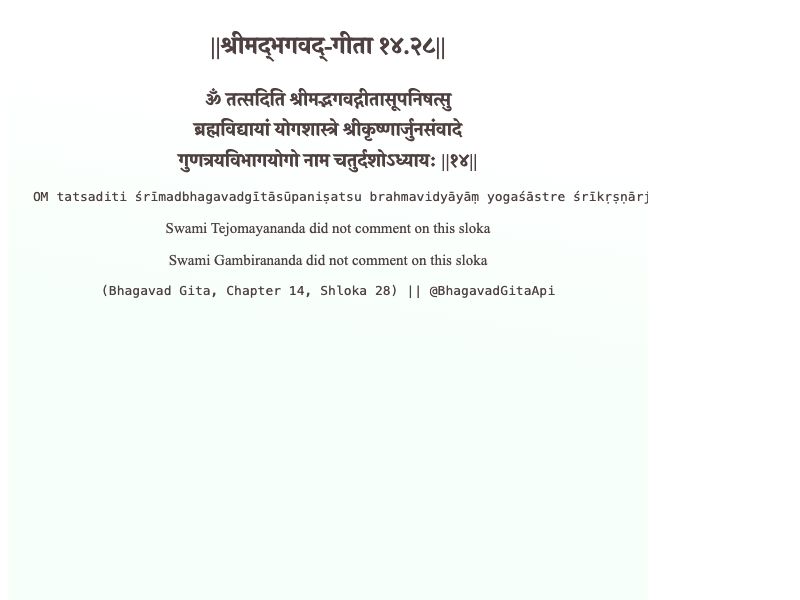 ||श्रीमद्‍भगवद्‍-गीता १४.२८||
ॐ तत्सदिति श्रीमद्भगवद्गीतासूपनिषत्सु
ब्रह्मविद्यायां योगशास्त्रे श्रीकृष्णार्जुनसंवादे
गुणत्रयविभागयोगो नाम चतुर्दशोऽध्यायः ||१४||
OM tatsaditi śrīmadbhagavadgītāsūpaniṣatsu brahmavidyāyāṃ yogaśāstre śrīkṛṣṇārj
Swami Tejomayananda did not comment on this sloka
Swami Gambirananda did not comment on this sloka
(Bhagavad Gita, Chapter 14, Shloka 28) || @BhagavadGitaApi